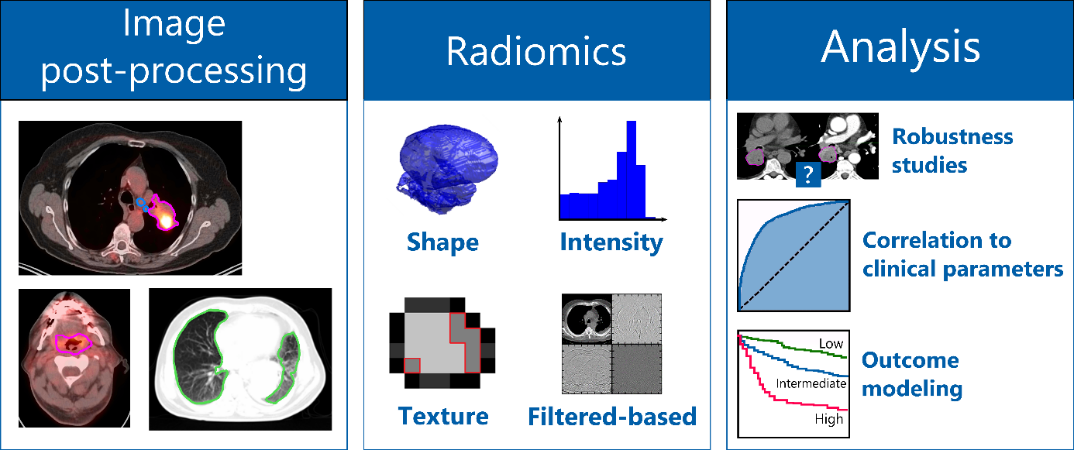 Image
post-processing
Radiomics
Analysis
Shape
Intensity
Texture
Filtered-based
?
Robustness
studies
Correlation to
clinical parameters
Low
Intermediate
High
Outcome
modeling